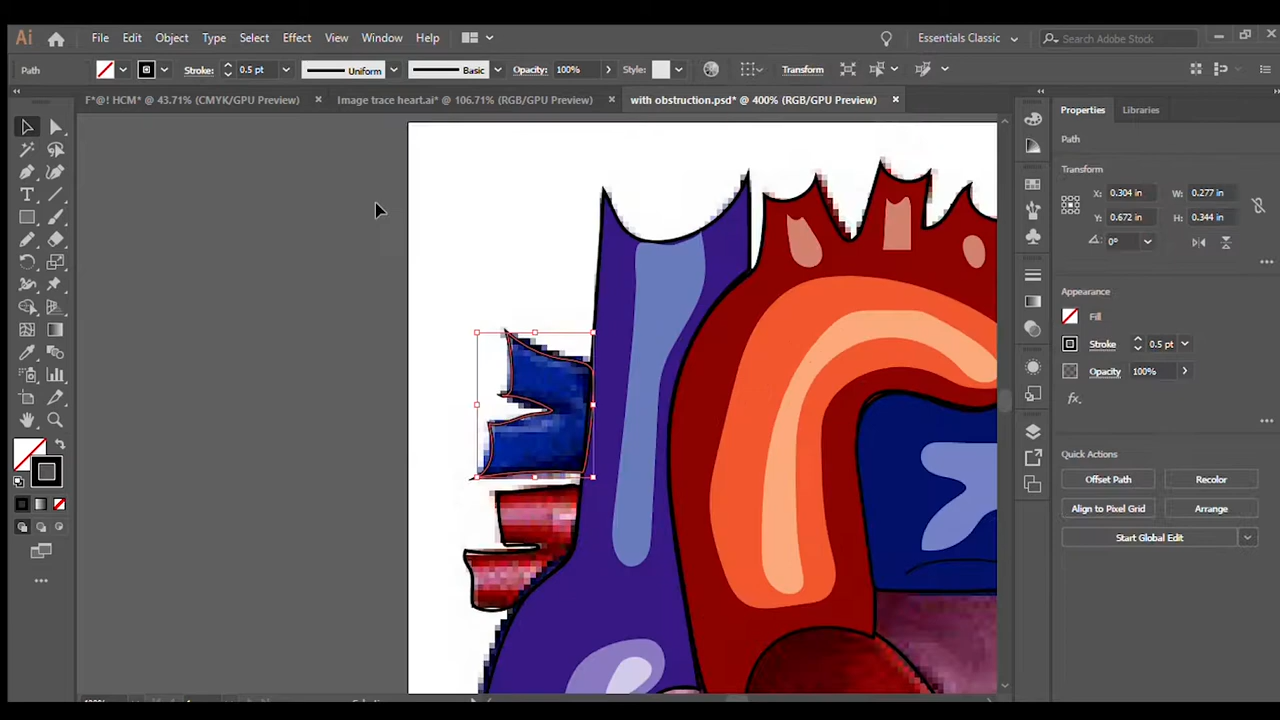 Ai File Edit Object Type Select Effect View Window Help Essentials Classic Search Adobe Stock
Path Stroke: 0.5 pt Uniform Basic Opacity: 100% Style: Transform
F*@! HCM* @ 43.71% (CMYK/GPU Preview) × Image trace heart.ai* @ 106.71% (RGB/GPU Preview) × with obstruction.psd* @ 400% (RGB/GPU Preview) ×
Properties Libraries
Path
Transform
X: 0.304 in W: 0.277 in
Y: 0.672 in H: 0.344 in
0°
Appearance
Fill
Stroke 0.5 pt
Opacity 100%
fx
Quick Actions
Offset Path Recolor
Align to Pixel Grid Arrange
Start Global Edit